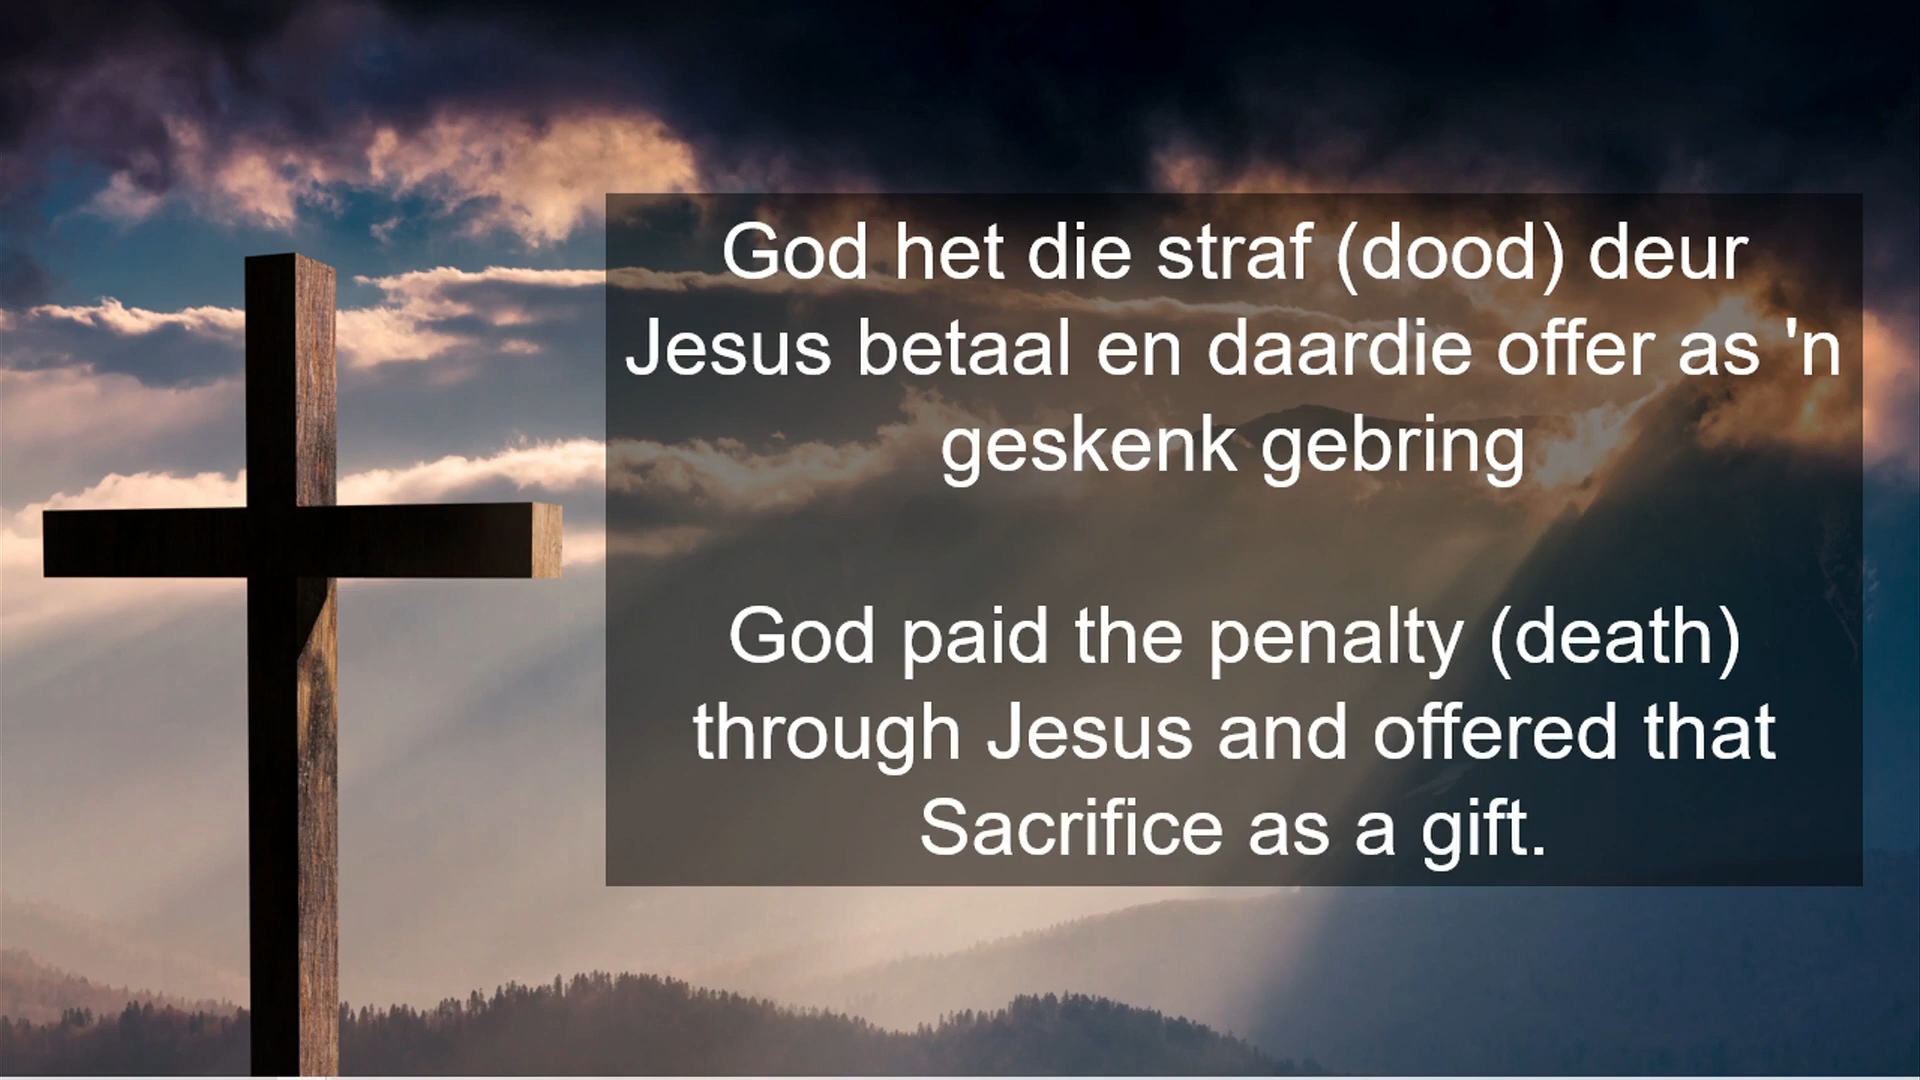 God het die straf (dood) deur
Jesus betaal en daardie offer as 'n
geskenk gebring
God paid the penalty (death)
through Jesus and offered that
Sacrifice as a gift.